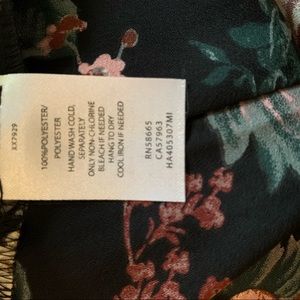 XX7929
100%POLYESTER/
POLYESTER
HAND WASH COLD,
SEPARATELY
ONLY NON-CHLORINE
BLEACH IF NEEDED
HANG TO DRY
COOL IRON IF NEEDED
RN58665
CA57963
HA405307MI